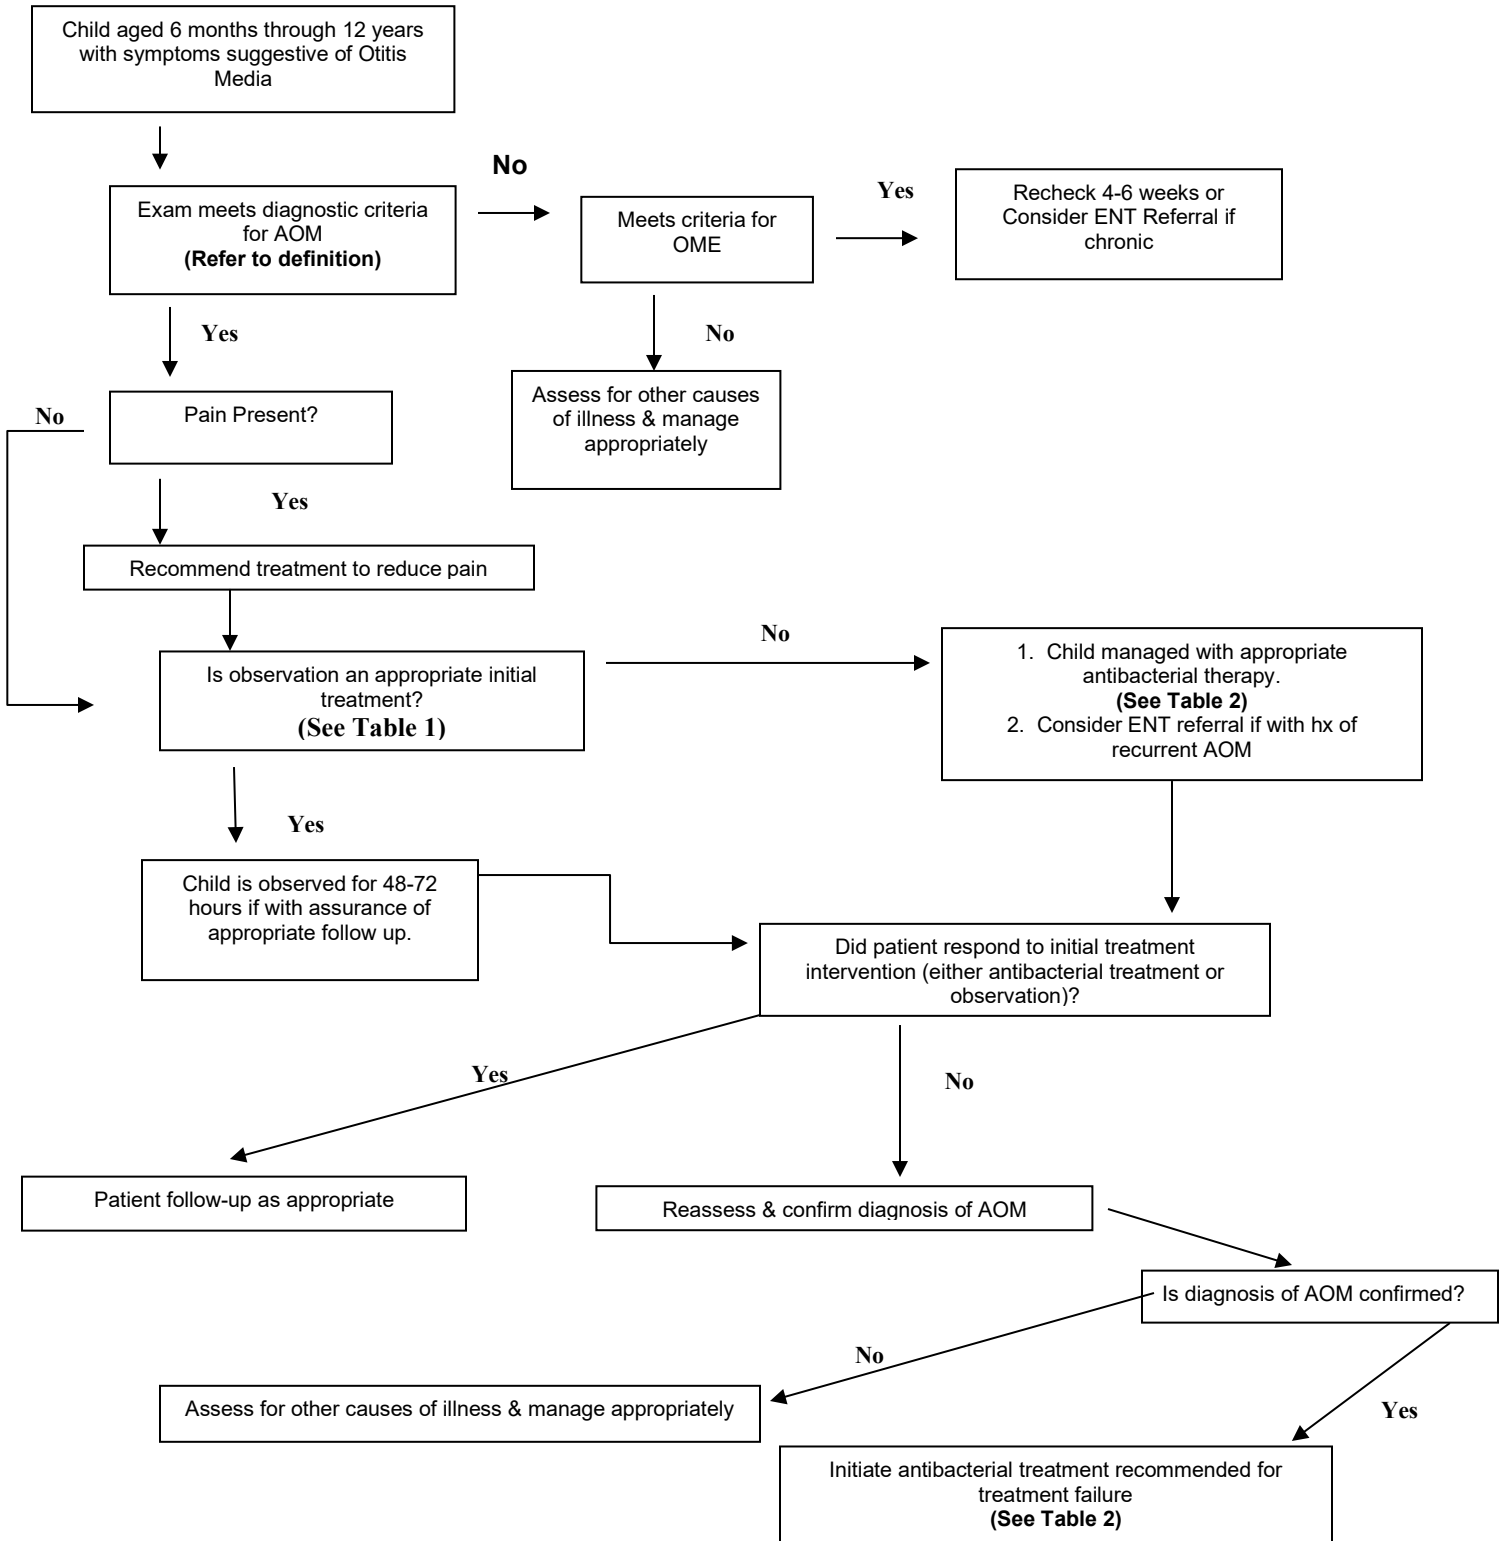 Child aged 6 months through 12 years
with symptoms suggestive of Otitis
Media
No
Exam meets diagnostic criteria
for AOM
(Refer to definition)
Meets criteria for
OME
Yes
Recheck 4-6 weeks or
Consider ENT Referral if
chronic
Yes
No
Assess for other causes
of illness & manage
appropriately
No
Pain Present?
Yes
Recommend treatment to reduce pain
Is observation an appropriate initial
treatment?
(See Table 1)
No
1. Child managed with appropriate
antibacterial therapy.
(See Table 2)
2. Consider ENT referral if with hx of
recurrent AOM
Yes
Child is observed for 48-72
hours if with assurance of
appropriate follow up.
Did patient respond to initial treatment
intervention (either antibacterial treatment or
observation)?
Yes
No
Patient follow-up as appropriate
Reassess & confirm diagnosis of AOM
Is diagnosis of AOM confirmed?
No
Assess for other causes of illness & manage appropriately
Yes
Initiate antibacterial treatment recommended for
treatment failure
(See Table 2)